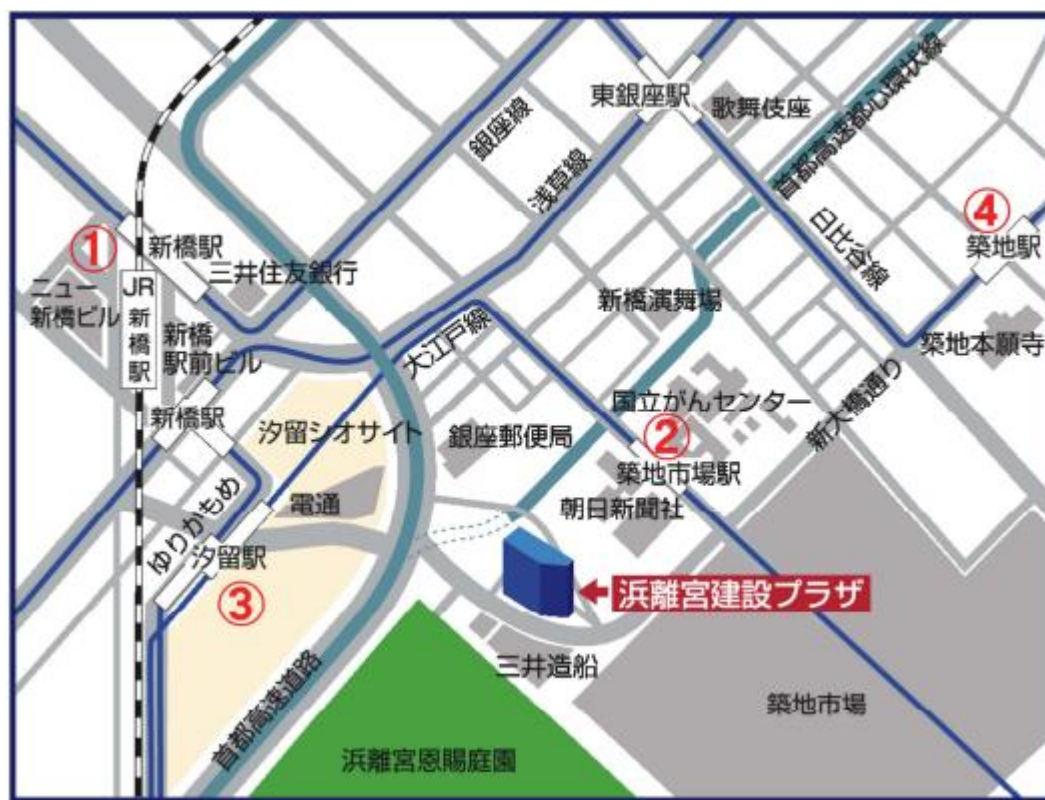 東銀座駅
歌舞伎座
首都高速都心環状線
銀座線
浅草線
日比谷線
④
築地駅
①
新橋駅
三井住友銀行
ニュー
新橋ビル
JR
新橋駅
新橋
駅前ビル
新橋演舞場
築地本願寺
大江戸線
国立がんセンター
新大橋通り
新橋駅
汐留シオサイト
銀座郵便局
②
築地市場駅
電通
朝日新聞社
ゆりかもめ
汐留駅
③
浜離宮建設プラザ
三井造船
首都高速道路
築地市場
浜離宮恩賜庭園